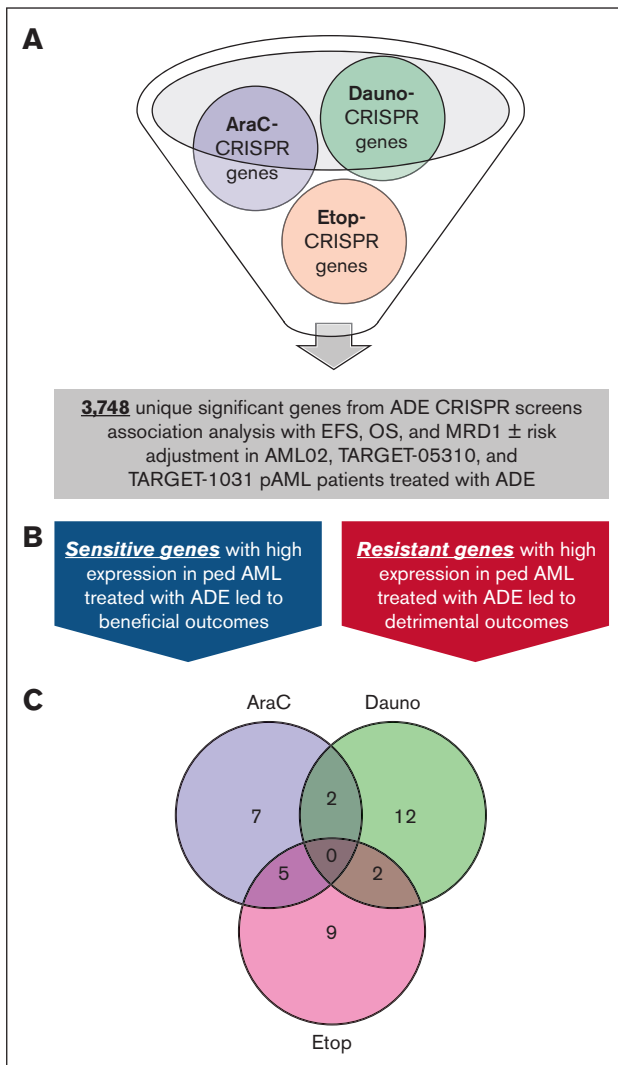 A
AraC-
CRISPR
genes
Dauno-
CRISPR
genes
Etop-
CRISPR
genes
3,748 unique significant genes from ADE CRISPR screens
association analysis with EFS, OS, and MRD1 ± risk
adjustment in AML02, TARGET-05310, and
TARGET-1031 pAML patients treated with ADE
B
Sensitive genes with high
expression in ped AML
treated with ADE led to
beneficial outcomes
Resistant genes with high
expression in ped AML
treated with ADE led to
detrimental outcomes
C
AraC
Dauno
7
2
12
0
5
2
9
Etop